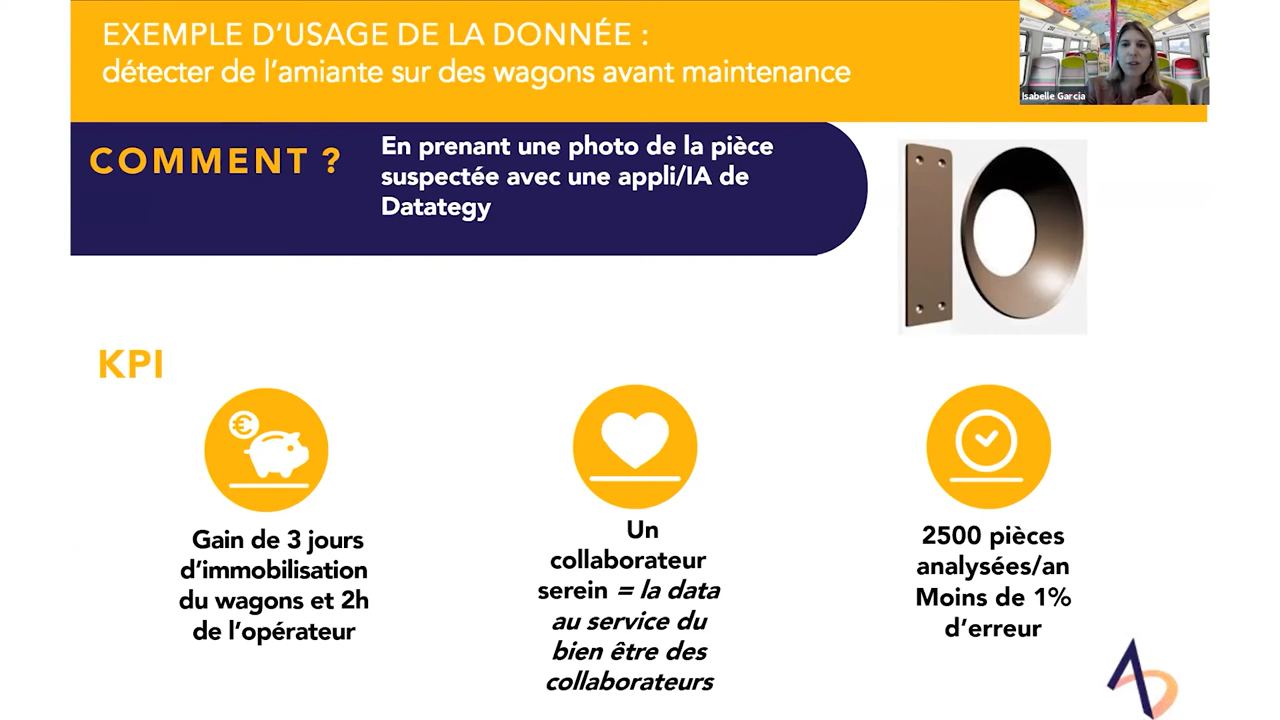 EXEMPLE D'USAGE DE LA DONNÉE :
détecter de l'amiante sur des wagons avant maintenance
Isabelle Garcia
COMMENT ?
En prenant une photo de la pièce
suspectée avec une appli/IA de
Datategy
KPI
€
Gain de 3 jours
d'immobilisation
du wagons et 2h
de l'opérateur
Un
collaborateur
serein = la data
au service du
bien être des
collaborateurs
2500 pièces
analysées/an
Moins de 1%
d'erreur